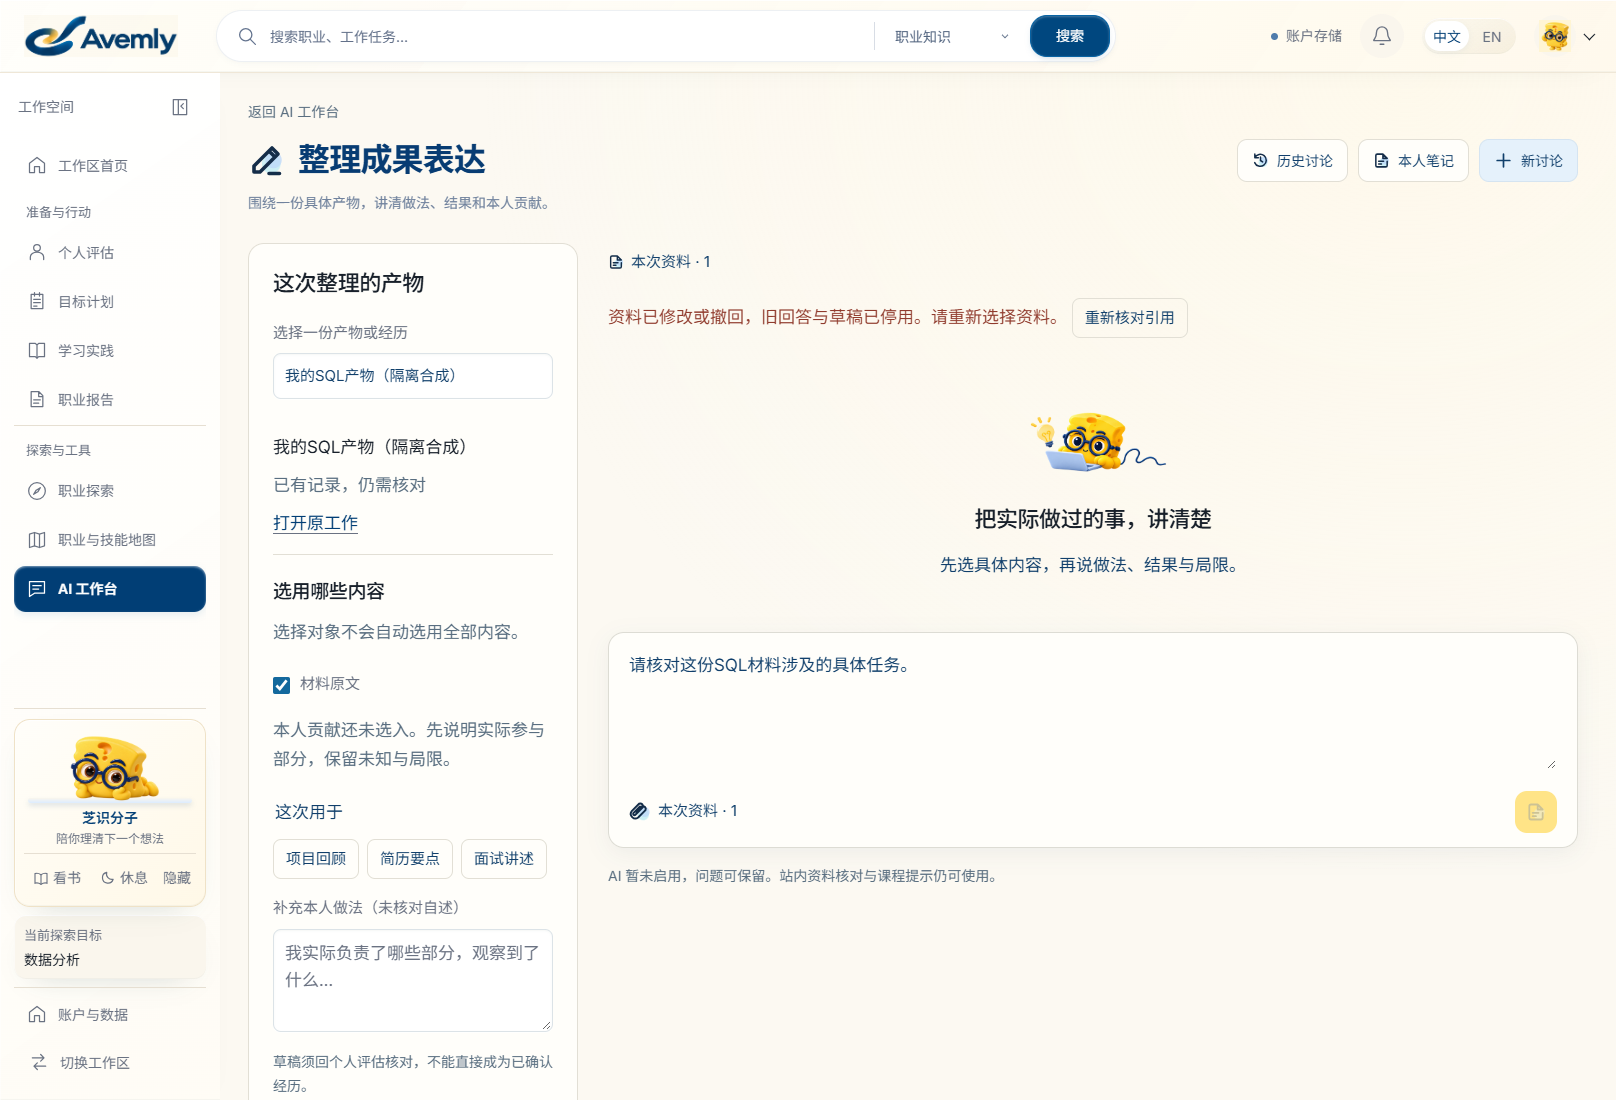 Avemly
搜索职业、工作任务...
职业知识
搜索
账户存储
中文
EN
工作空间
工作区首页
准备与行动
个人评估
目标计划
学习实践
职业报告
探索与工具
职业探索
职业与技能地图
AI 工作台
芝识分子
陪你理清下一个想法
看书
休息
隐藏
当前探索目标
数据分析
账户与数据
切换工作区
返回 AI 工作台
整理成果表达
围绕一份具体产物，讲清做法、结果和本人贡献。
历史讨论
本人笔记
新讨论
这次整理的产物
选择一份产物或经历
我的SQL产物（隔离合成）
我的SQL产物（隔离合成）
已有记录，仍需核对
打开原工作
选用哪些内容
选择对象不会自动选用全部内容。
材料原文
本人贡献还未选入。先说明实际参与
部分，保留未知与局限。
这次用于
项目回顾
简历要点
面试讲述
补充本人做法（未核对自述）
我实际负责了哪些部分，观察到了
什么...
草稿须回个人评估核对，不能直接成为已确认
经历。
本次资料 · 1
资料已修改或撤回，旧回答与草稿已停用。请重新选择资料。
重新核对引用
把实际做过的事，讲清楚
先选具体内容，再说做法、结果与局限。
请核对这份SQL材料涉及的具体任务。
本次资料 · 1
AI 暂未启用，问题可保留。站内资料核对与课程提示仍可使用。